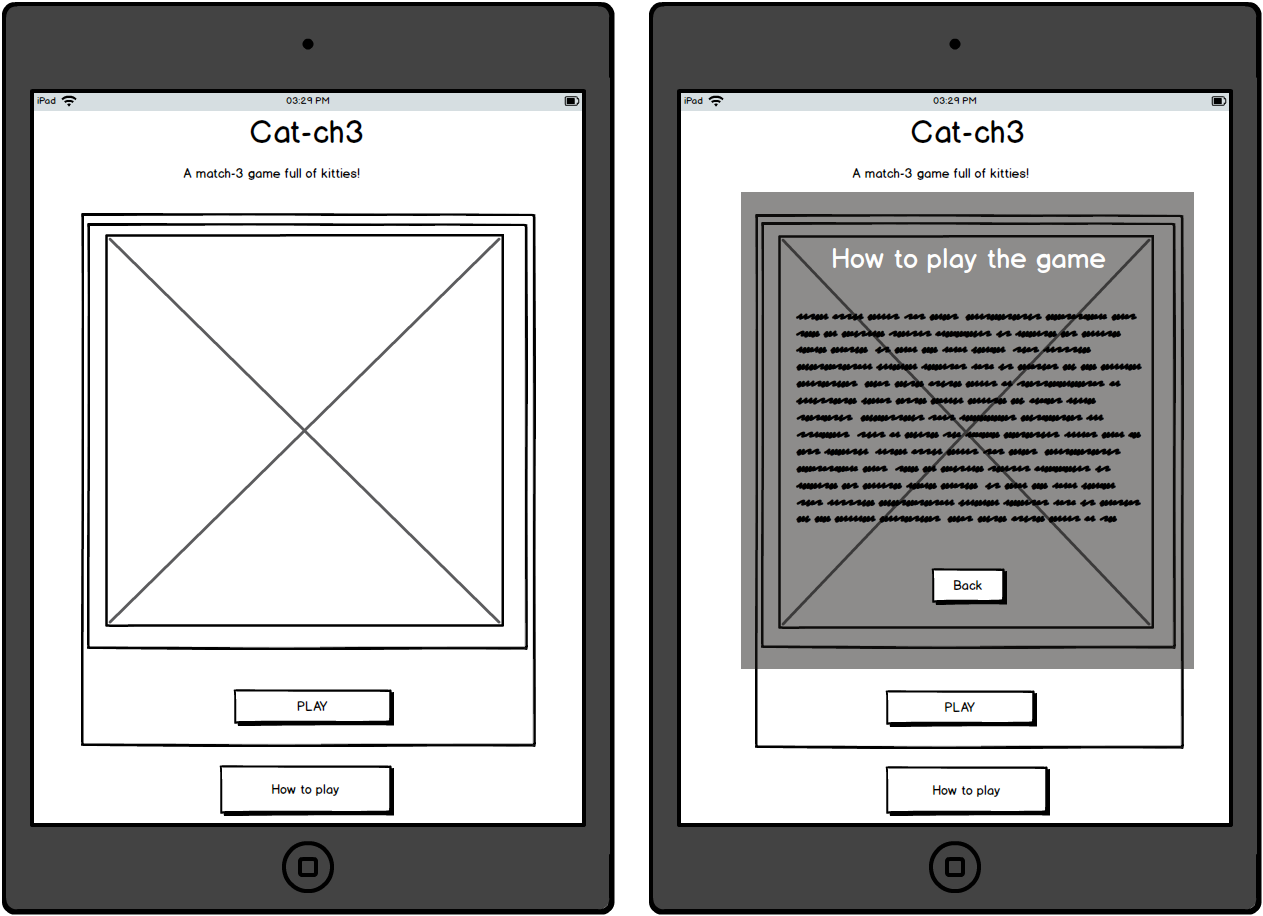 iPad
03:29 PM
Cat-ch3
A match-3 game full of kitties!
PLAY
How to play
iPad
03:29 PM
Cat-ch3
A match-3 game full of kitties!
How to play the game
Back
PLAY
How to play